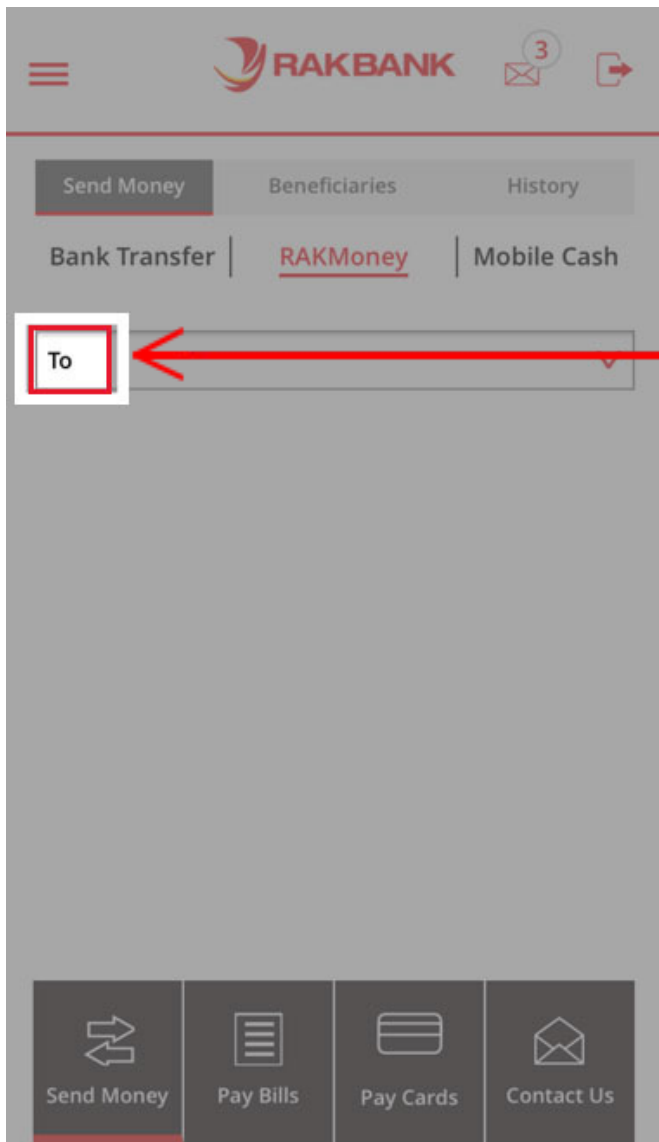 RAKBANK 3
Send Money Beneficiaries History
Bank Transfer RAKMoney Mobile Cash
To
Send Money Pay Bills Pay Cards Contact Us